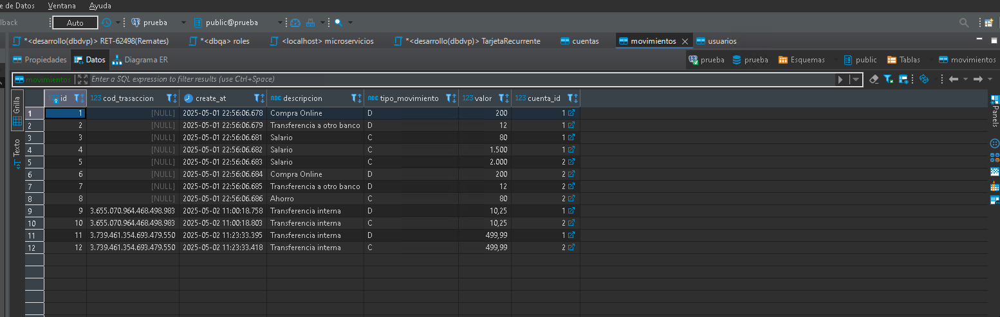 e de Datos Ventana Ayuda
lback Auto prueba public@prueba
*<desarrollo(dbdvp)> RET-62498(Remates) *<dbqa> roles <localhost> microservicios *<desarrollo(dbdvp)> TarjetaRecurrente cuentas movimientos usuarios
Propiedades Datos Diagrama ER prueba prueba Esquemas public Tablas movimientos
movimientos Enter a SQL expression to filter results (use Ctrl+Space)
Grilla
Texto
Panels
123 id 123 cod_trasaccion create_at ABC descripcion ABC tipo_movimiento 123 valor 123 cuenta_id
1 1 [NULL] 2025-05-01 22:56:06.678 Compra Online D 200 1
2 2 [NULL] 2025-05-01 22:56:06.679 Transferencia a otro banco D 12 1
3 3 [NULL] 2025-05-01 22:56:06.681 Salario C 80 1
4 4 [NULL] 2025-05-01 22:56:06.682 Salario C 1.500 1
5 5 [NULL] 2025-05-01 22:56:06.683 Salario C 2.000 2
6 6 [NULL] 2025-05-01 22:56:06.684 Compra Online D 200 2
7 7 [NULL] 2025-05-01 22:56:06.685 Transferencia a otro banco D 12 2
8 8 [NULL] 2025-05-01 22:56:06.686 Ahorro C 80 2
9 9 3.655.070.964.468.498.983 2025-05-02 11:00:18.758 Transferencia interna D 10,25 1
10 10 3.655.070.964.468.498.983 2025-05-02 11:00:18.803 Transferencia interna C 10,25 2
11 11 3.739.461.354.693.479.550 2025-05-02 11:23:33.395 Transferencia interna D 499,99 1
12 12 3.739.461.354.693.479.550 2025-05-02 11:23:33.418 Transferencia interna C 499,99 2